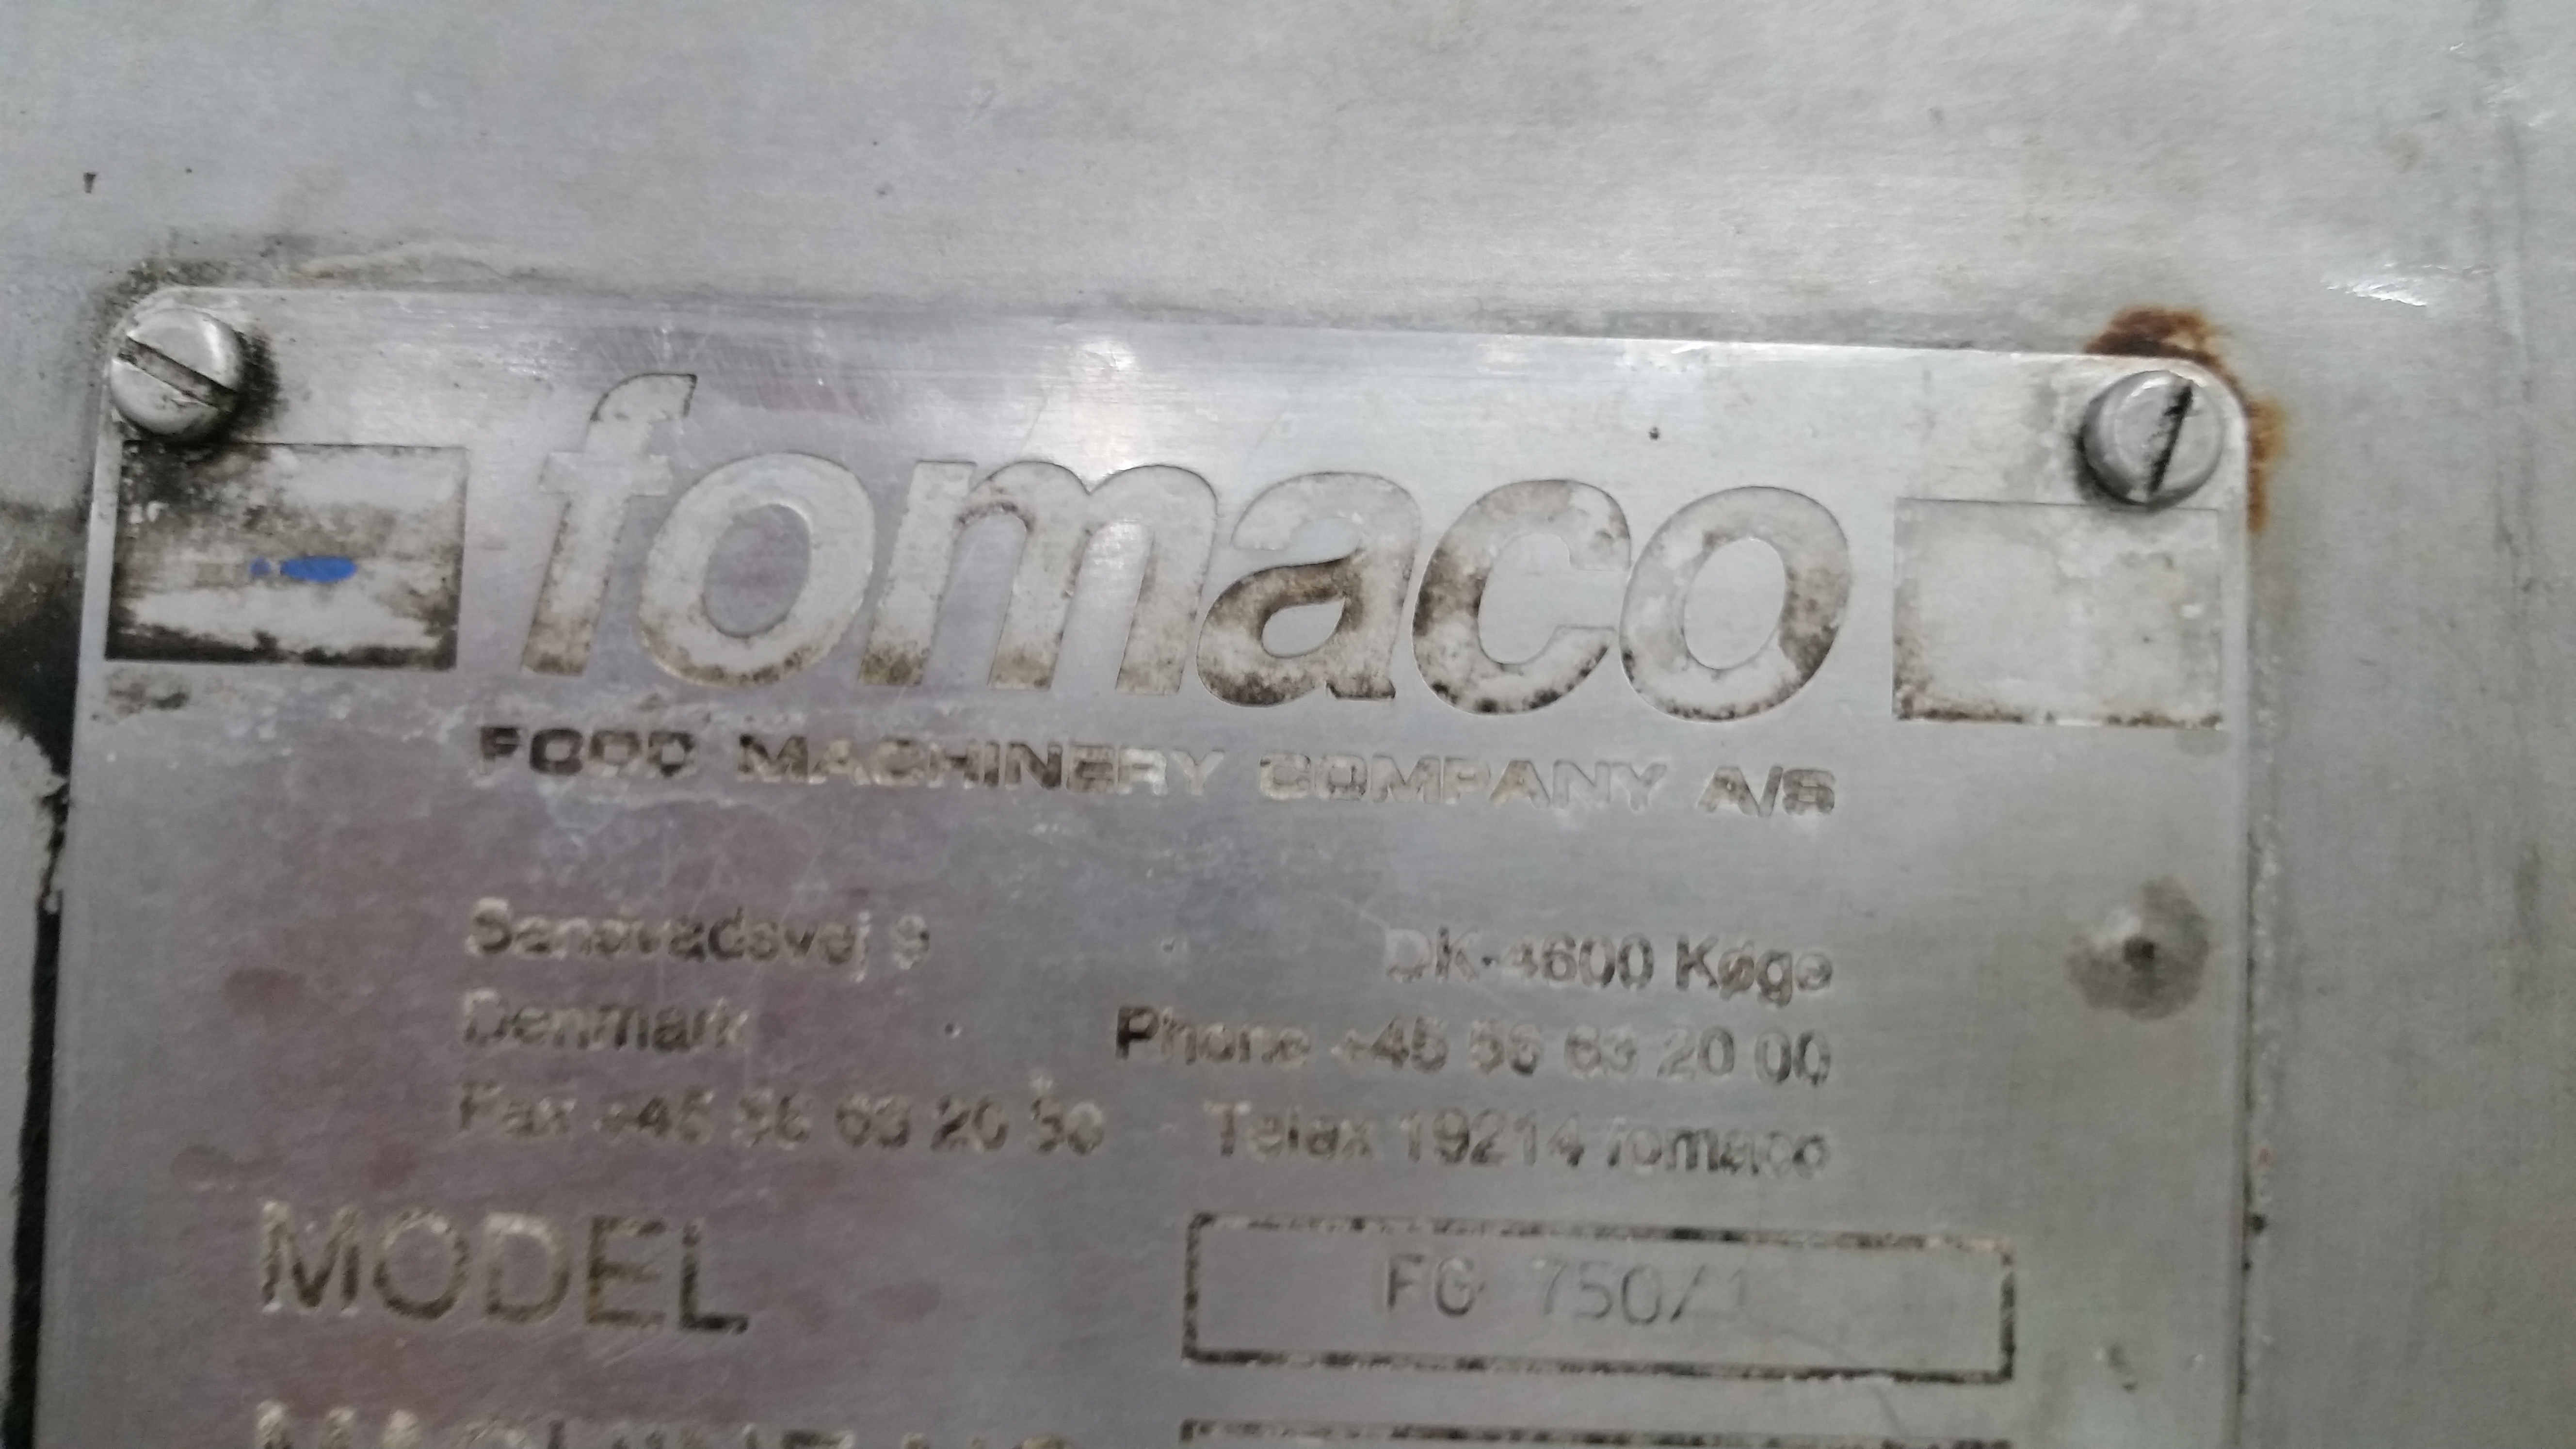 fomaco
FOOD MACHINERY COMPANY A/S
Sandvadsvej 9 DK-4600 Køge
Denmark Phone +45 56 63 20 00
Fax +45 56 63 20 50 Telex 19214 fomaco
MODEL FG 750/1